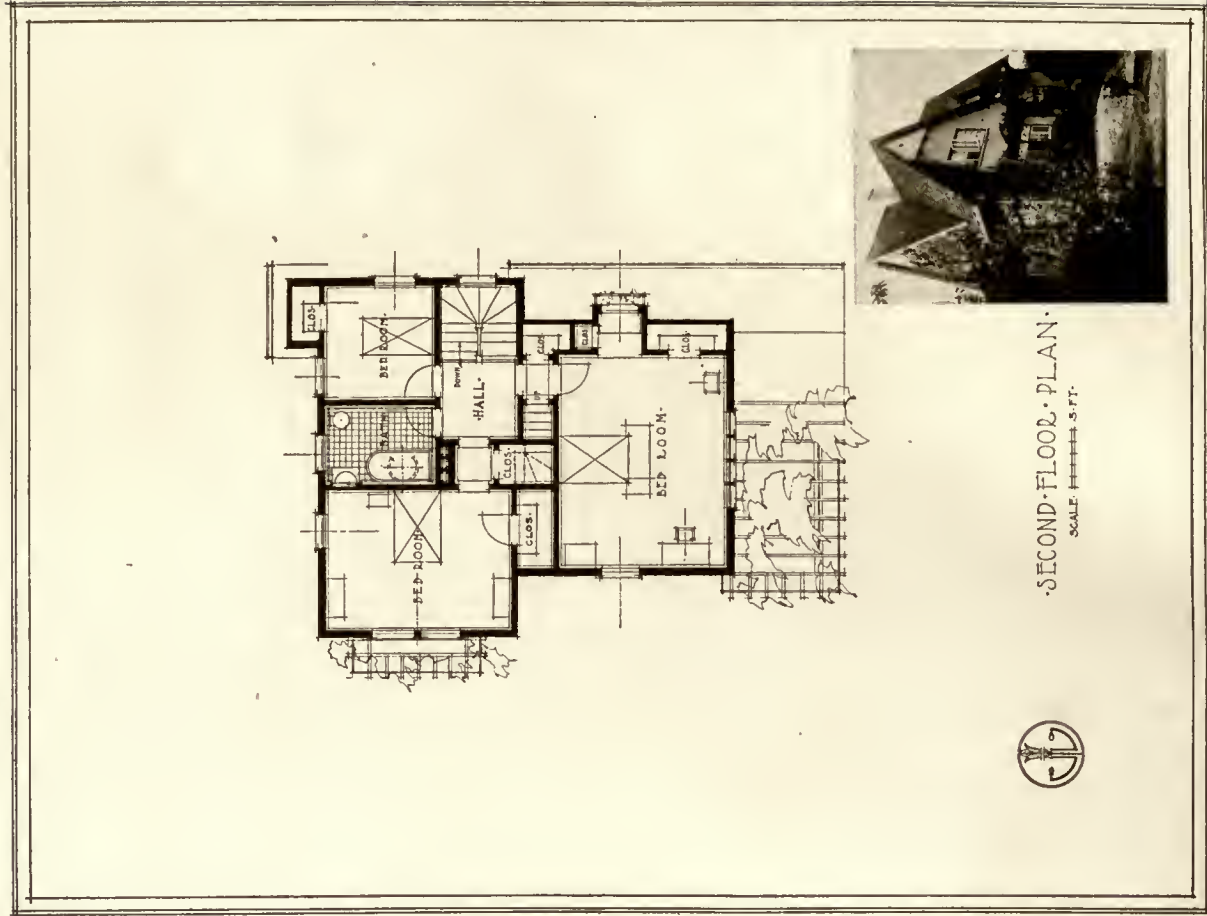 ·SECOND·FLOOR·PLAN·
SCALE 5·FT·
CLOS·
BED ROOM·
DOWN
·HALL·
BATH
CLOS·
CLOS·
CLOS·
UP
CLOS·
CLOS·
BED ROOM·
BED ROOM